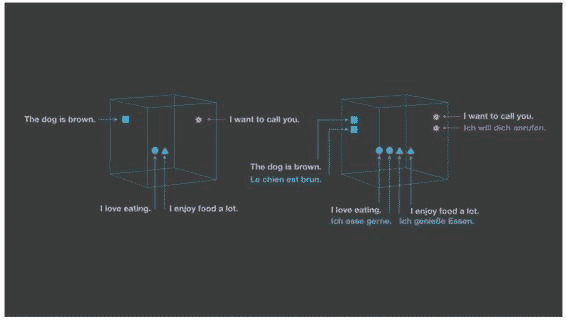 The dog is brown.
I want to call you.
I love eating.
I enjoy food a lot.
I want to call you.
Ich will dich anrufen.
The dog is brown.
Le chien est brun.
I love eating.
Ich esse gerne.
I enjoy food a lot.
Ich genieße Essen.